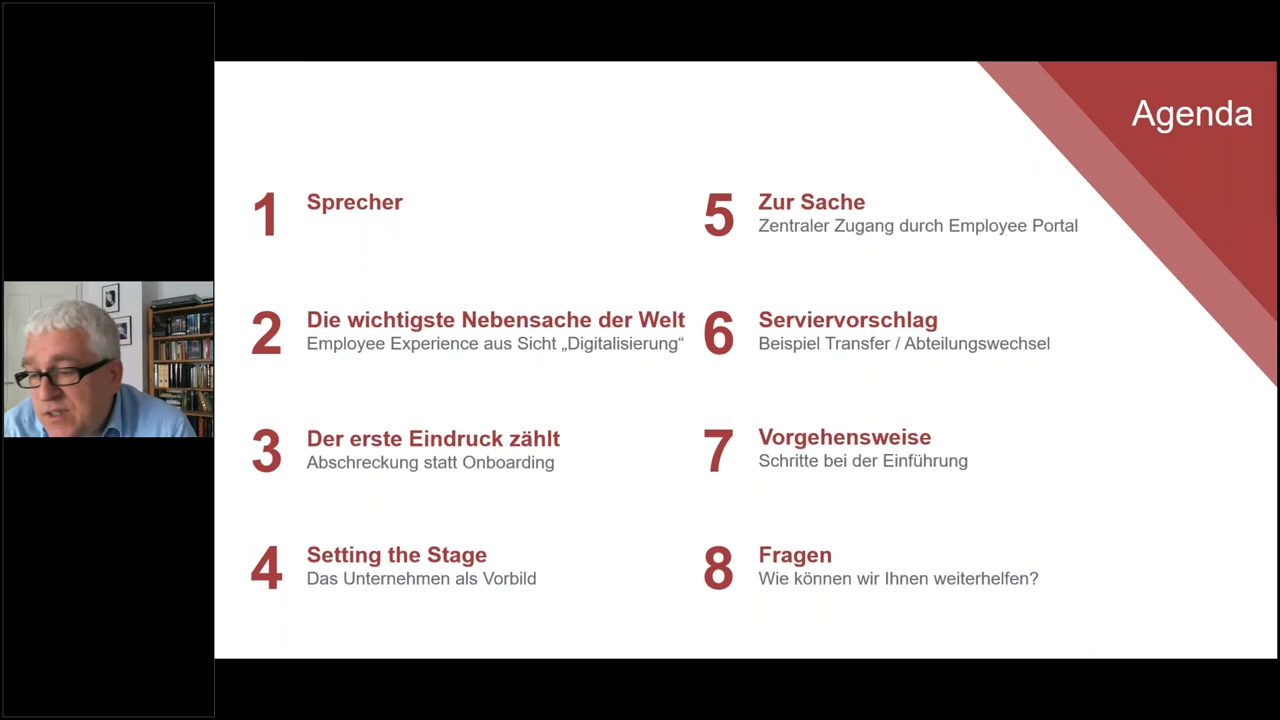 Agenda
1
Sprecher
2
Die wichtigste Nebensache der Welt
Employee Experience aus Sicht „Digitalisierung“
3
Der erste Eindruck zählt
Abschreckung statt Onboarding
4
Setting the Stage
Das Unternehmen als Vorbild
5
Zur Sache
Zentraler Zugang durch Employee Portal
6
Serviervorschlag
Beispiel Transfer / Abteilungswechsel
7
Vorgehensweise
Schritte bei der Einführung
8
Fragen
Wie können wir Ihnen weiterhelfen?